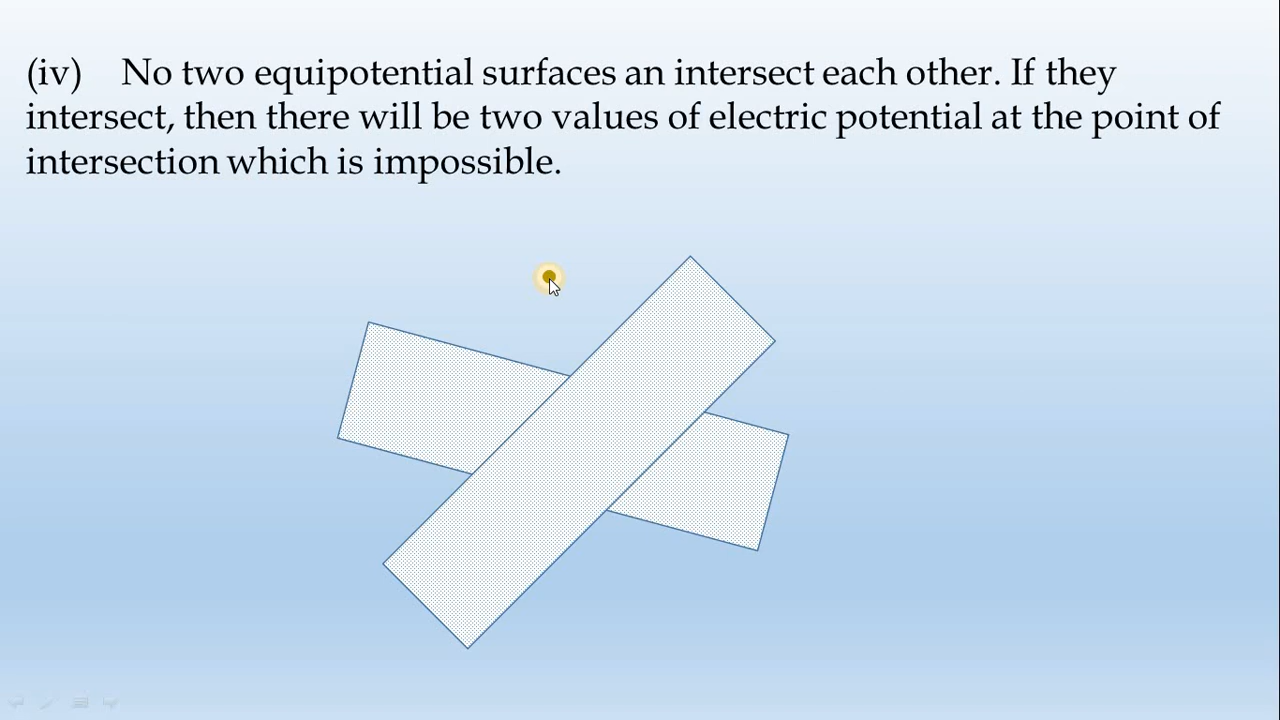 (iv) No two equipotential surfaces an intersect each other. If they
intersect, then there will be two values of electric potential at the point of
intersection which is impossible.